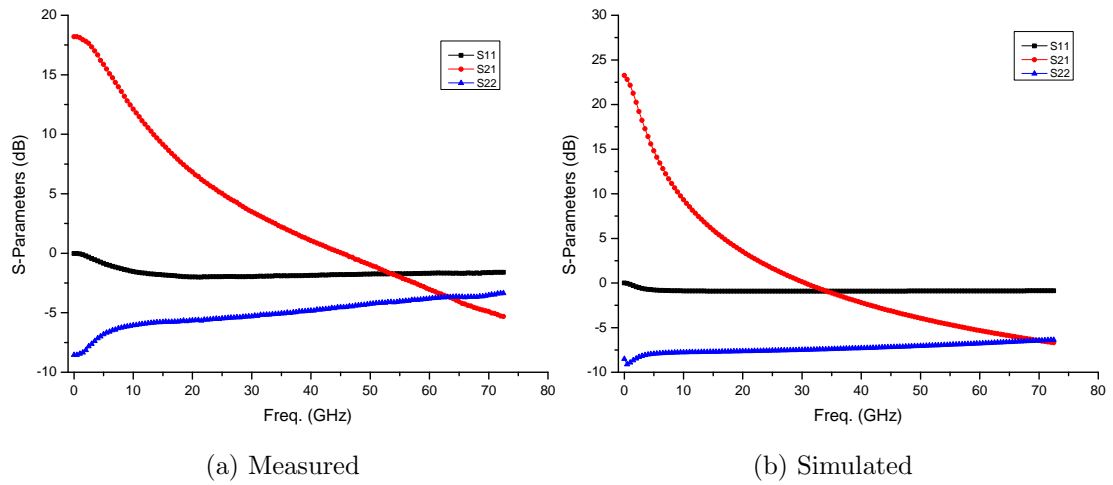 20
15
10
5
0
-5
-10
S-Parameters (dB)
S11
S21
S22
0 10 20 30 40 50 60 70 80
Freq. (GHz)
(a) Measured
30
25
20
15
10
5
0
-5
-10
S-Parameters (dB)
S11
S21
S22
0 10 20 30 40 50 60 70 80
Freq. (GHz)
(b) Simulated